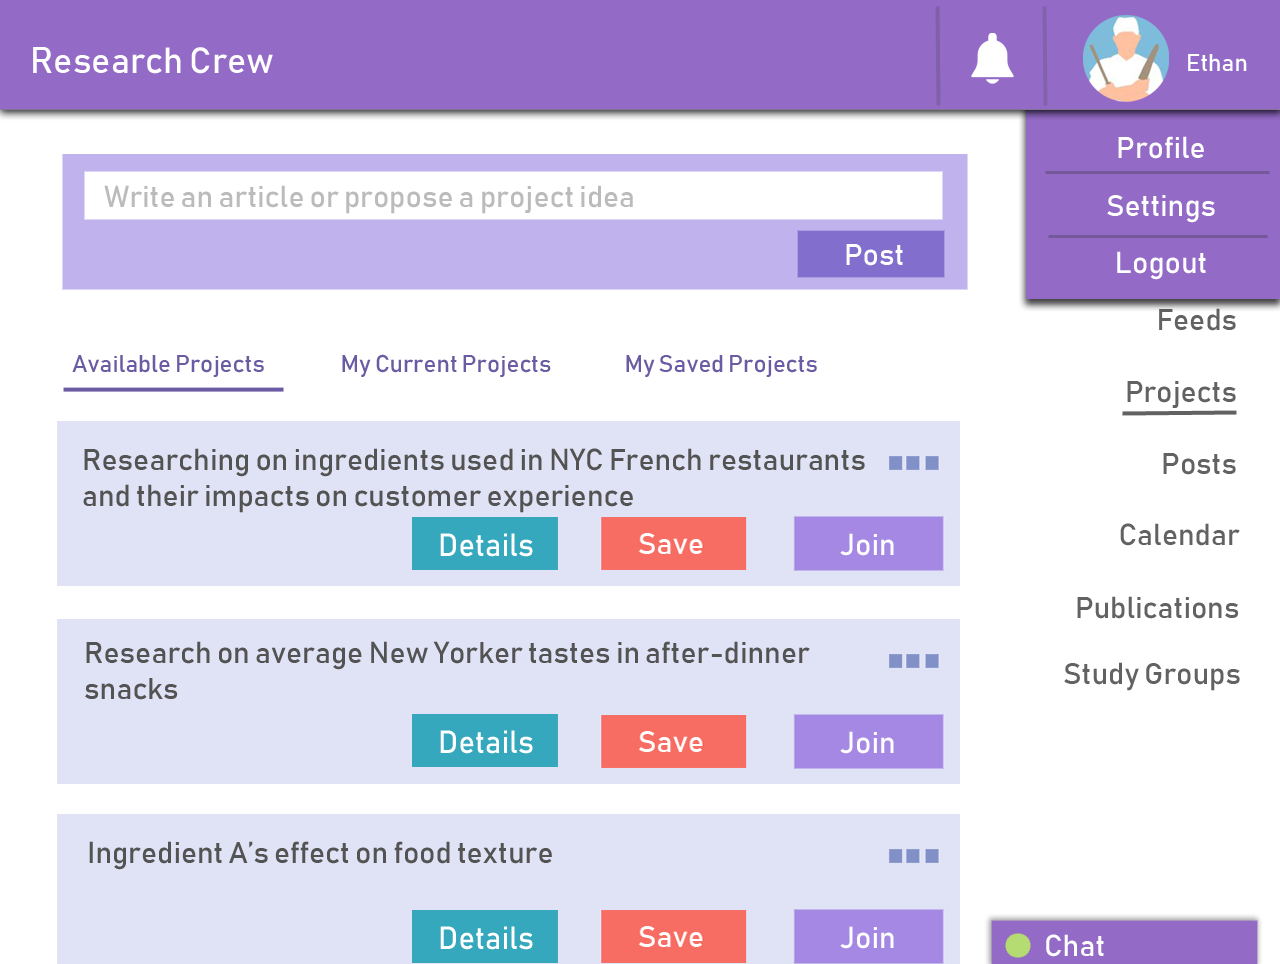 Research Crew
Ethan
Profile
Settings
Logout
Write an article or propose a project idea
Post
Available Projects
My Current Projects
My Saved Projects
Researching on ingredients used in NYC French restaurants
and their impacts on customer experience
Details
Save
Join
Research on average New Yorker tastes in after-dinner
snacks
Details
Save
Join
Ingredient A’s effect on food texture
Details
Save
Join
Feeds
Projects
Posts
Calendar
Publications
Study Groups
Chat